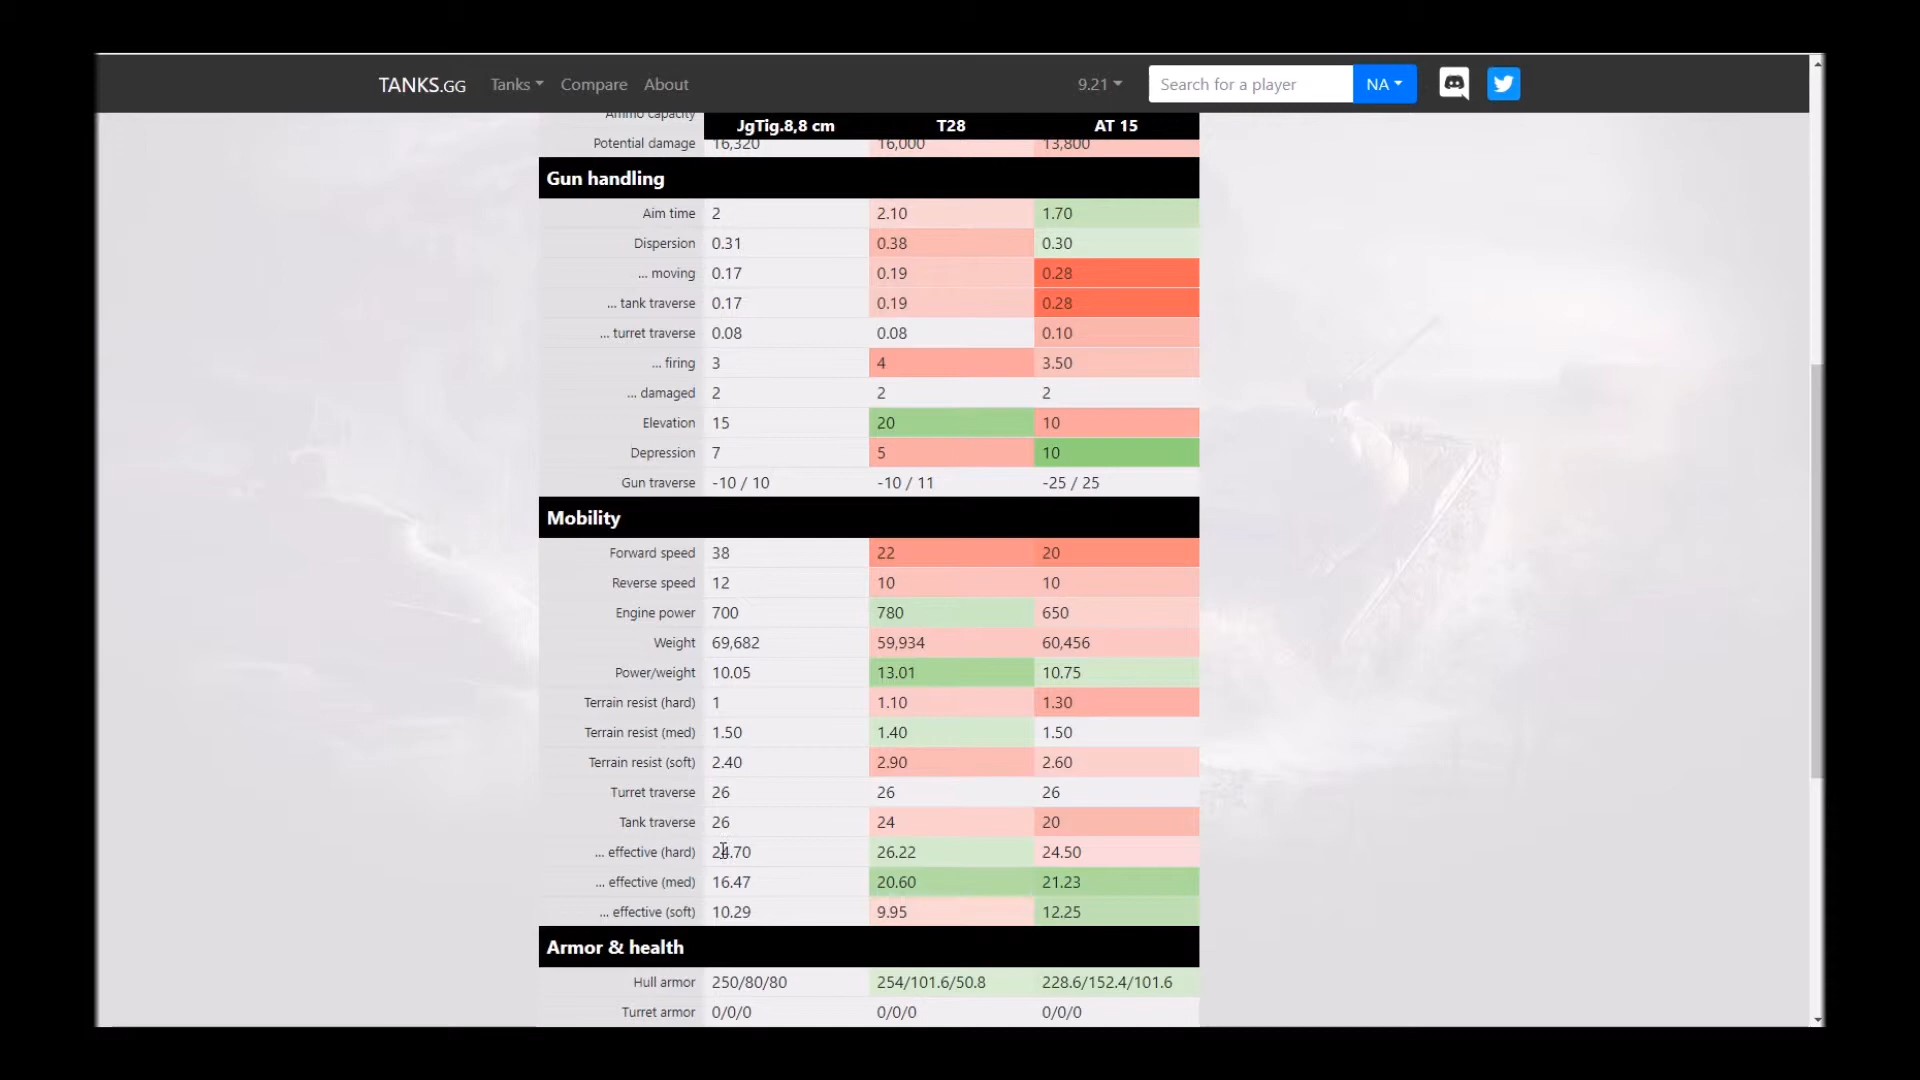 TANKS.GG Tanks Compare About 9.21 Search for a player NA
Ammo capacity JgTig.8,8 cm T28 AT 15
Potential damage 16,320 16,000 13,800
Gun handling
Aim time 2 2.10 1.70
Dispersion 0.31 0.38 0.30
... moving 0.17 0.19 0.28
... tank traverse 0.17 0.19 0.28
... turret traverse 0.08 0.08 0.10
... firing 3 4 3.50
... damaged 2 2 2
Elevation 15 20 10
Depression 7 5 10
Gun traverse -10 / 10 -10 / 11 -25 / 25
Mobility
Forward speed 38 22 20
Reverse speed 12 10 10
Engine power 700 780 650
Weight 69,682 59,934 60,456
Power/weight 10.05 13.01 10.75
Terrain resist (hard) 1 1.10 1.30
Terrain resist (med) 1.50 1.40 1.50
Terrain resist (soft) 2.40 2.90 2.60
Turret traverse 26 26 26
Tank traverse 26 24 20
... effective (hard) 24.70 26.22 24.50
... effective (med) 16.47 20.60 21.23
... effective (soft) 10.29 9.95 12.25
Armor & health
Hull armor 250/80/80 254/101.6/50.8 228.6/152.4/101.6
Turret armor 0/0/0 0/0/0 0/0/0